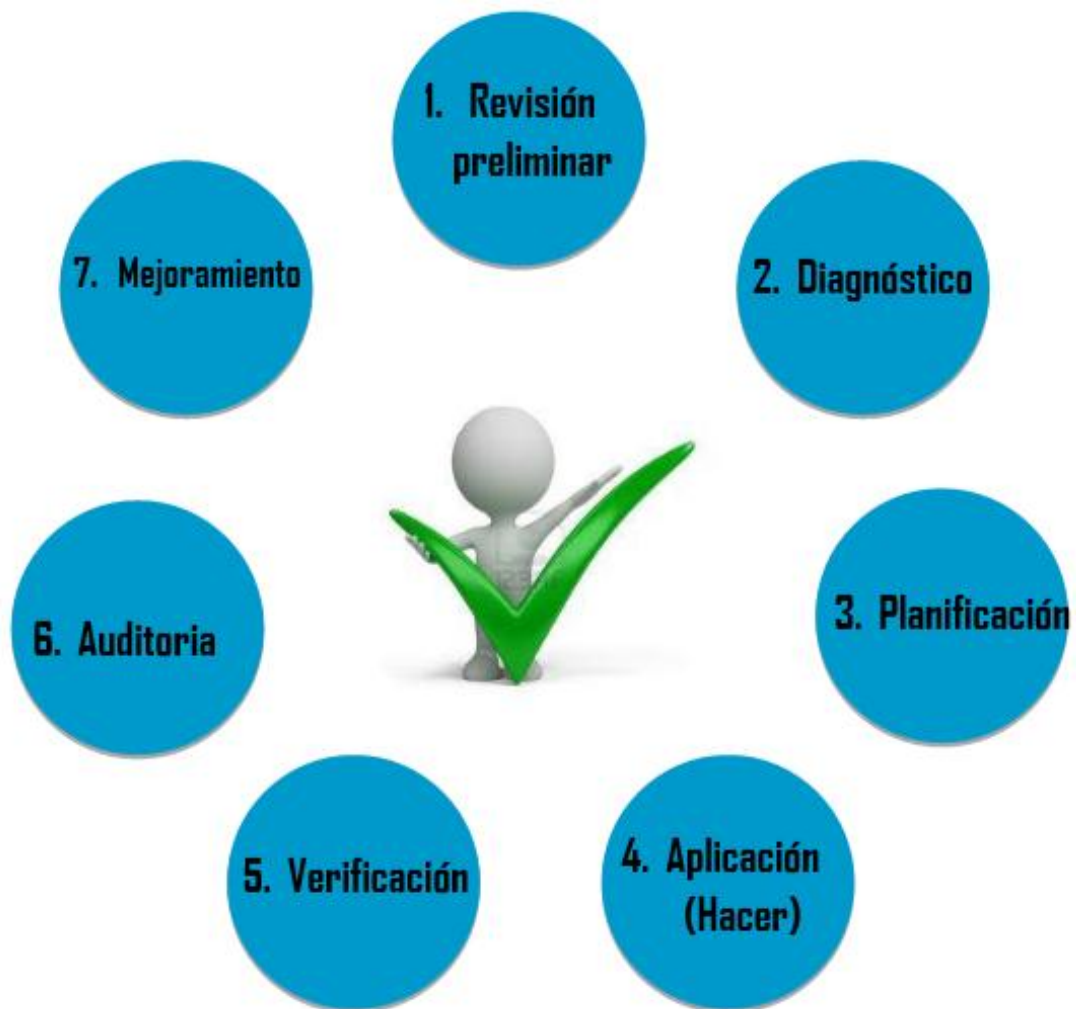 1. Revisión
preliminar
2. Diagnóstico
3. Planificación
4. Aplicación
(Hacer)
5. Verificación
6. Auditoria
7. Mejoramiento